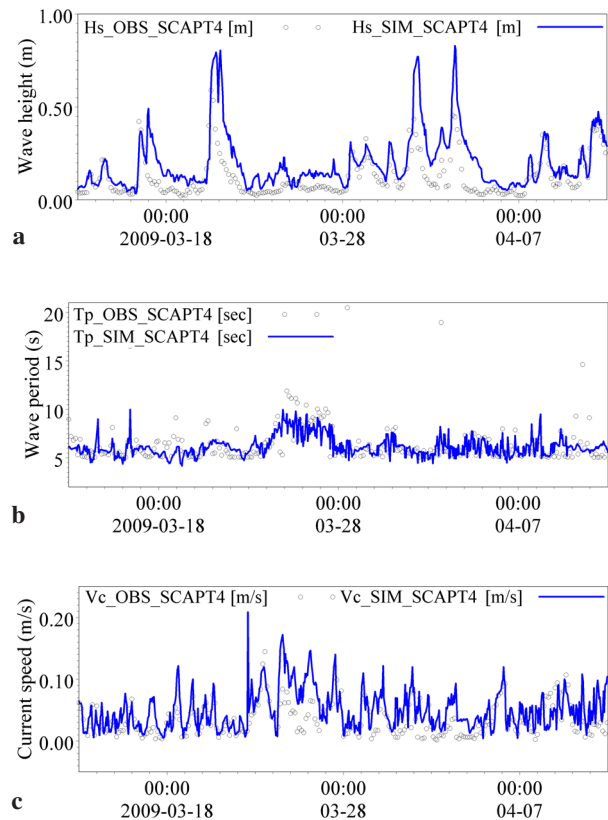 1.00
Hs_OBS_SCAPT4 [m]
Hs_SIM_SCAPT4 [m]
Wave height (m)
0.50
0.00
00:00 00:00 00:00
2009-03-18 03-28 04-07
a
Tp_OBS_SCAPT4 [sec]
Tp_SIM_SCAPT4 [sec]
Wave period (s)
20
15
10
5
00:00 00:00 00:00
2009-03-18 03-28 04-07
b
Vc_OBS_SCAPT4 [m/s]
Vc_SIM_SCAPT4 [m/s]
Current speed (m/s)
0.20
0.10
0.00
00:00 00:00 00:00
2009-03-18 03-28 04-07
c